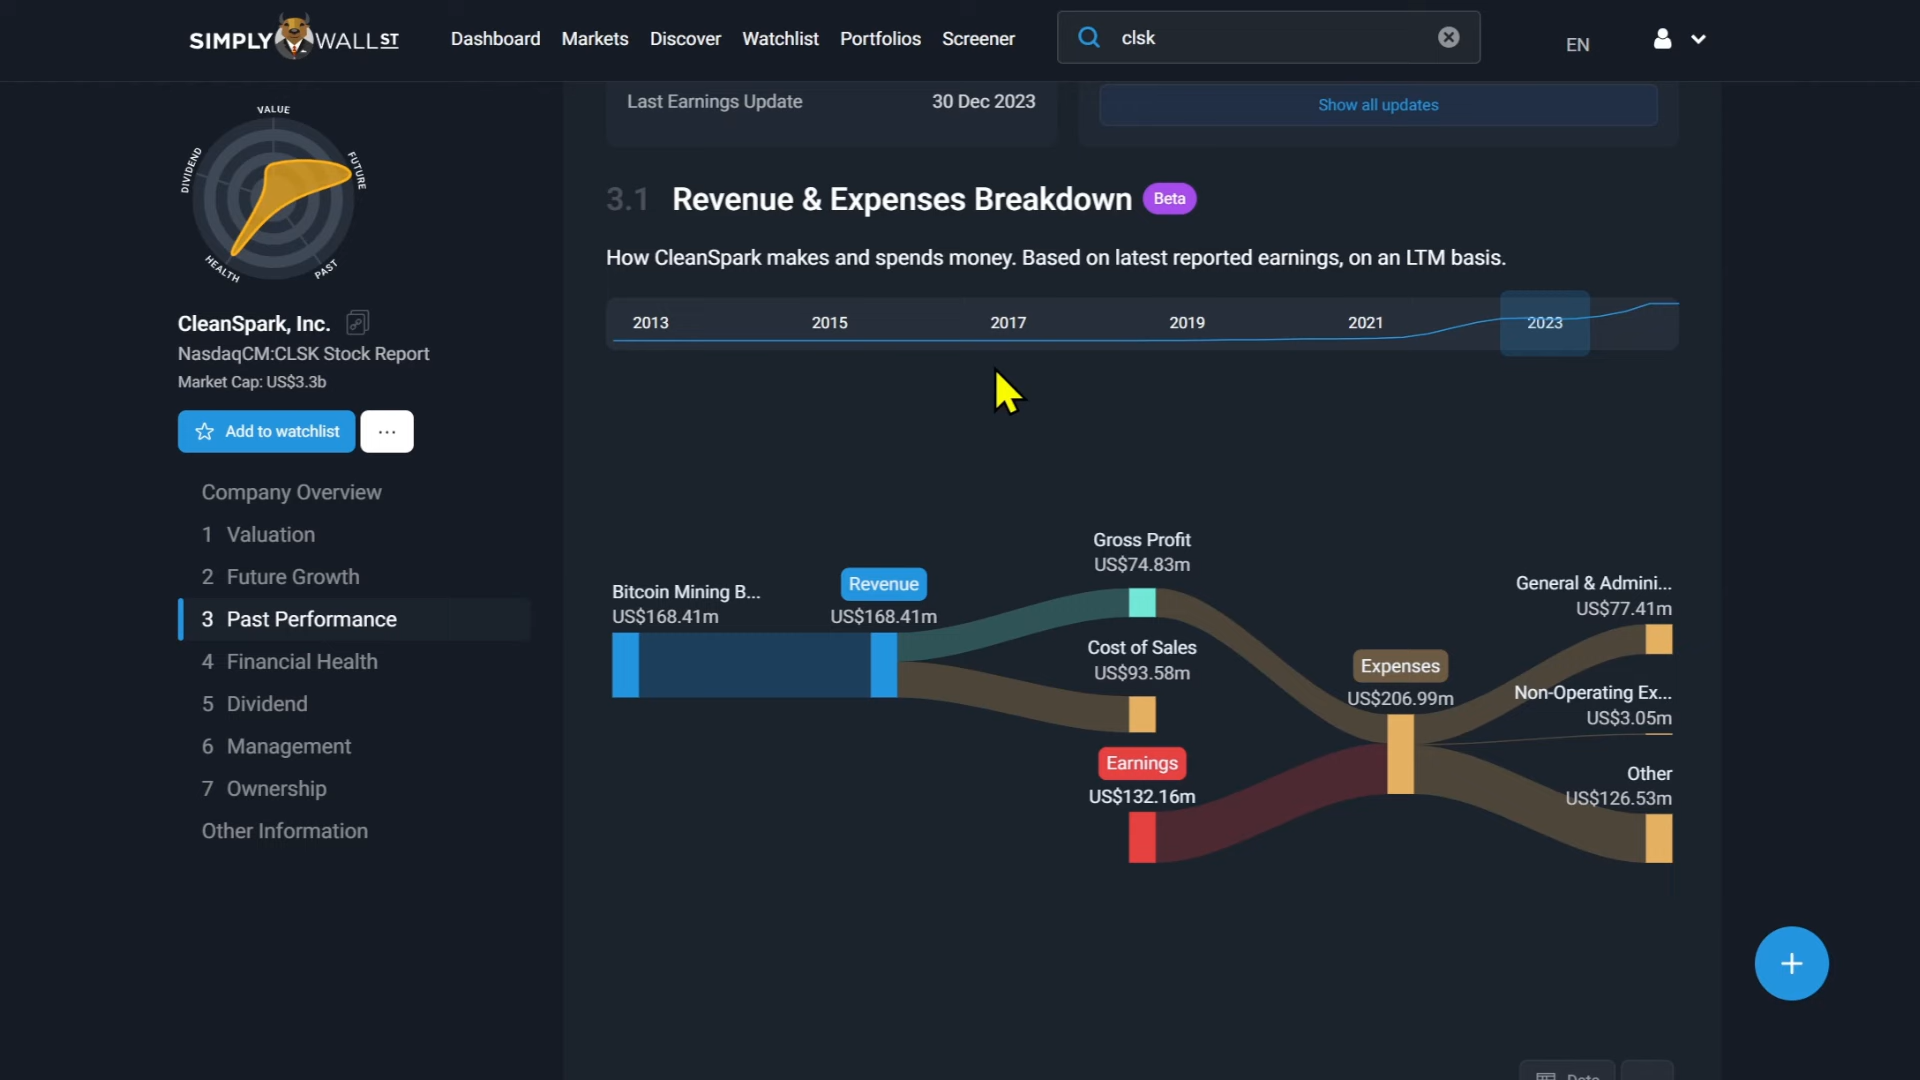 SIMPLY WALL ST
Dashboard
Markets
Discover
Watchlist
Portfolios
Screener
clsk
EN
VALUE
FUTURE
PAST
HEALTH
DIVIDEND
CleanSpark, Inc.
NasdaqCM:CLSK Stock Report
Market Cap: US$3.3b
Add to watchlist
...
Company Overview
1 Valuation
2 Future Growth
3 Past Performance
4 Financial Health
5 Dividend
6 Management
7 Ownership
Other Information
Last Earnings Update
30 Dec 2023
Show all updates
3.1 Revenue & Expenses Breakdown
Beta
How CleanSpark makes and spends money. Based on latest reported earnings, on an LTM basis.
2013
2015
2017
2019
2021
2023
Bitcoin Mining B...
US$168.41m
Revenue
US$168.41m
Gross Profit
US$74.83m
Cost of Sales
US$93.58m
Earnings
US$132.16m
Expenses
US$206.99m
General & Admini...
US$77.41m
Non-Operating Ex...
US$3.05m
Other
US$126.53m